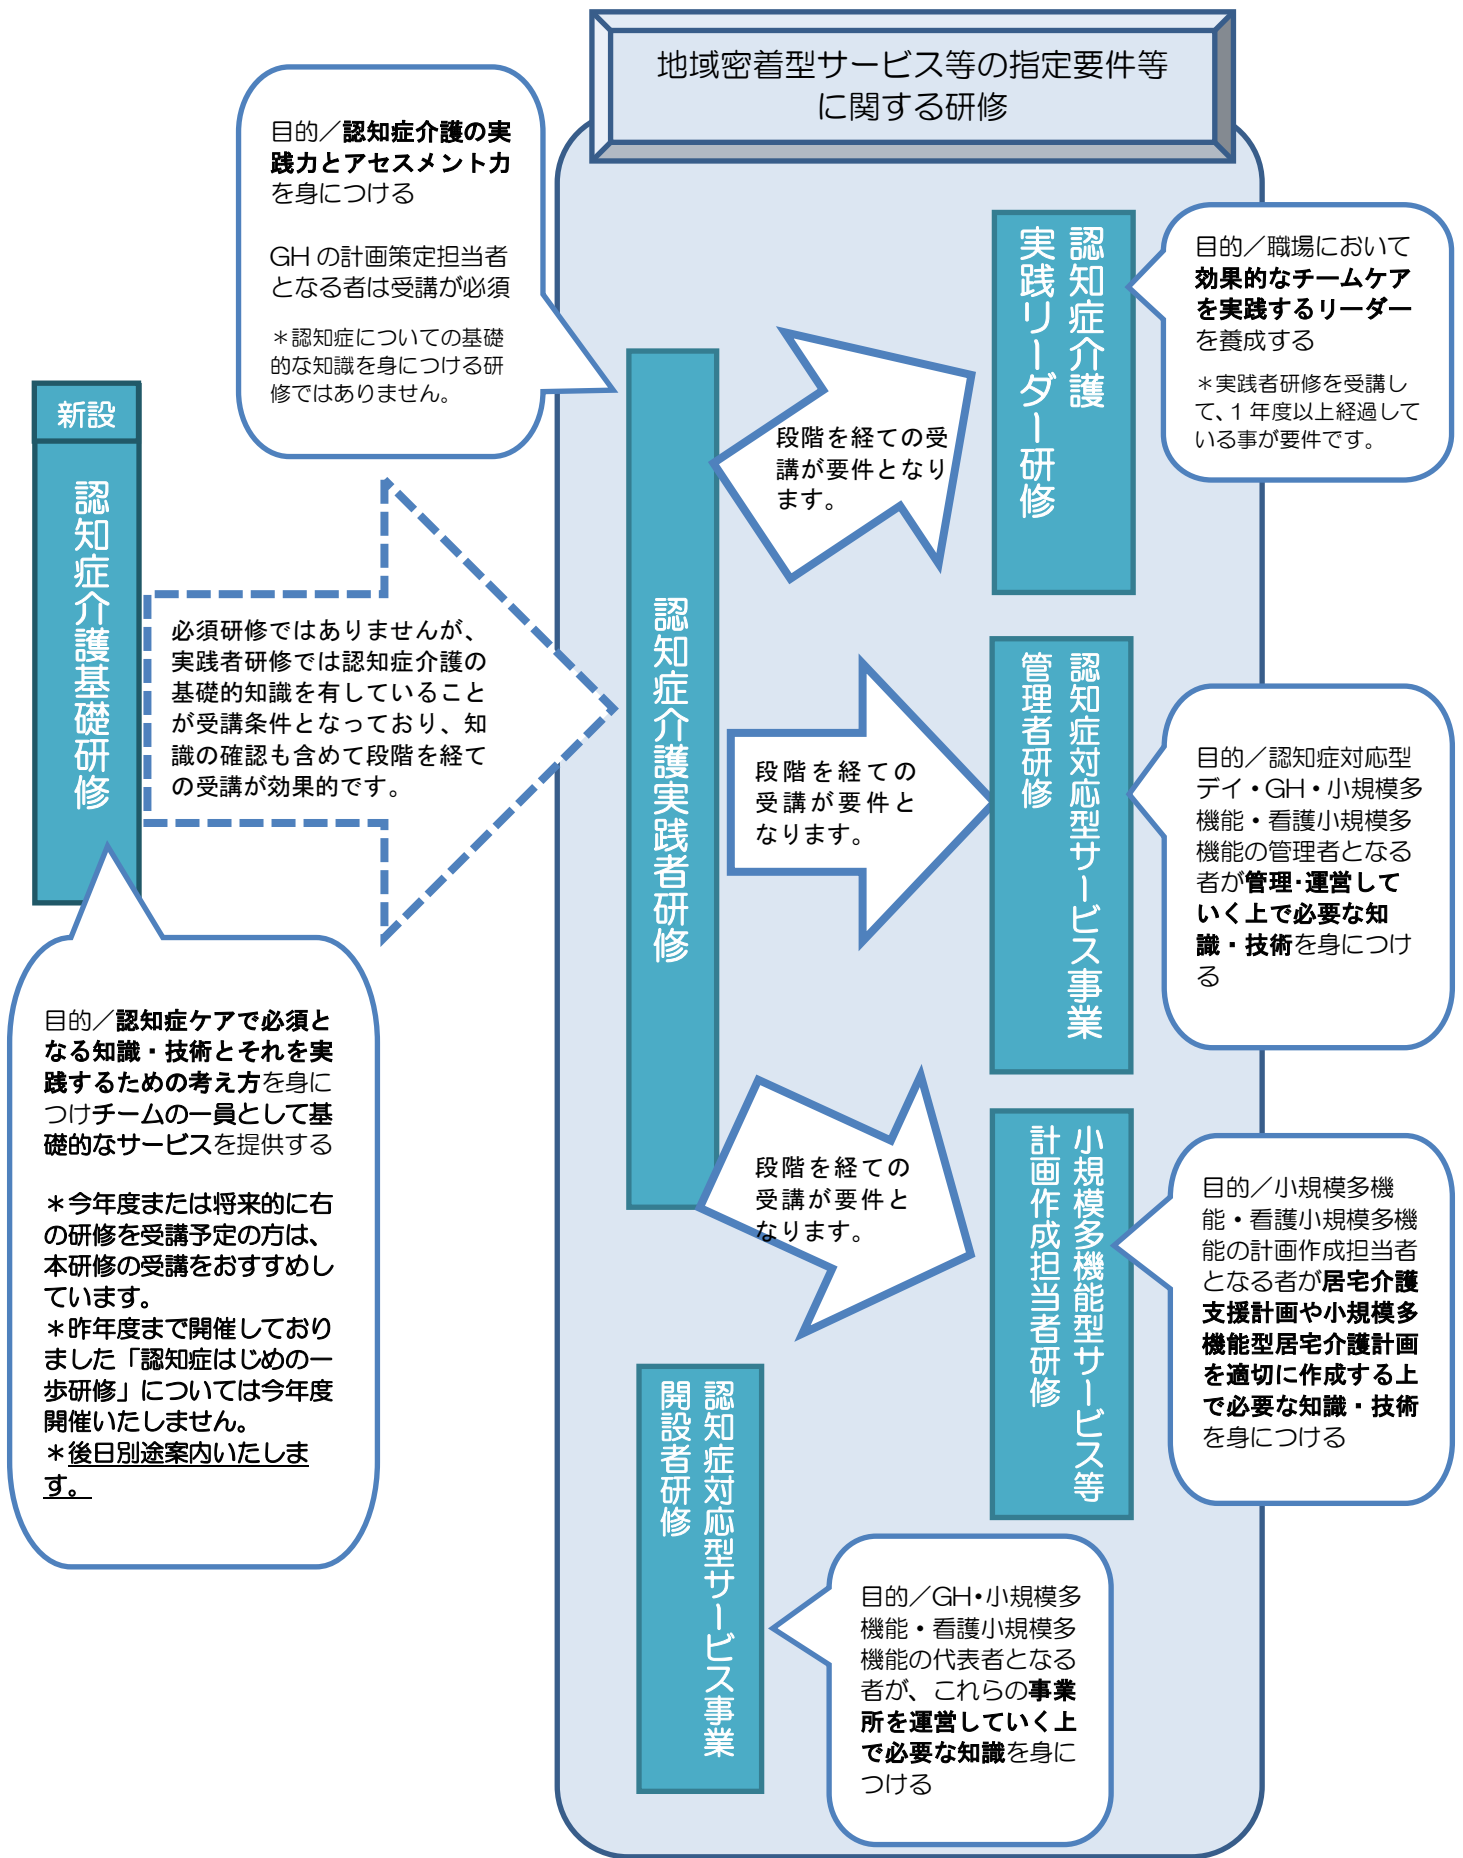 地域密着型サービス等の指定要件等
に関する研修
目的／認知症介護の実
践力とアセスメント力
を身につける
GH の計画策定担当者
となる者は受講が必須
＊認知症についての基礎
的な知識を身につける研
修ではありません。
新設
認知症介護基礎研修
必須研修ではありませんが、
実践者研修では認知症介護の
基礎的知識を有していること
が受講条件となっており、知
識の確認も含めて段階を経て
の受講が効果的です。
目的／認知症ケアで必須と
なる知識・技術とそれを実
践するための考え方を身に
つけチームの一員として基
礎的なサービスを提供する
＊今年度または将来的に右
の研修を受講予定の方は、
本研修の受講をおすすめし
ています。
＊昨年度まで開催しており
ました「認知症はじめの一
歩研修」については今年度
開催いたしません。
＊後日別途案内いたしま
す。
認知症介護実践者研修
段階を経ての受
講が要件となり
ます。
認知症介護
実践リーダー研修
目的／職場において
効果的なチームケア
を実践するリーダー
を養成する
＊実践者研修を受講し
て、1 年度以上経過して
いる事が要件です。
段階を経ての
受講が要件と
なります。
認知症対応型サービス事業
管理者研修
目的／認知症対応型
デイ・GH・小規模多
機能・看護小規模多
機能の管理者となる
者が管理・運営して
いく上で必要な知
識・技術を身につけ
る
段階を経ての
受講が要件と
なります。
小規模多機能型サービス等
計画作成担当者研修
目的／小規模多機
能・看護小規模多機
能の計画作成担当者
となる者が居宅介護
支援計画や小規模多
機能型居宅介護計画
を適切に作成する上
で必要な知識・技術
を身につける
認知症対応型サービス事業
開設者研修
目的／GH・小規模多
機能・看護小規模多
機能の代表者となる
者が、これらの事業
所を運営していく上
で必要な知識を身に
つける